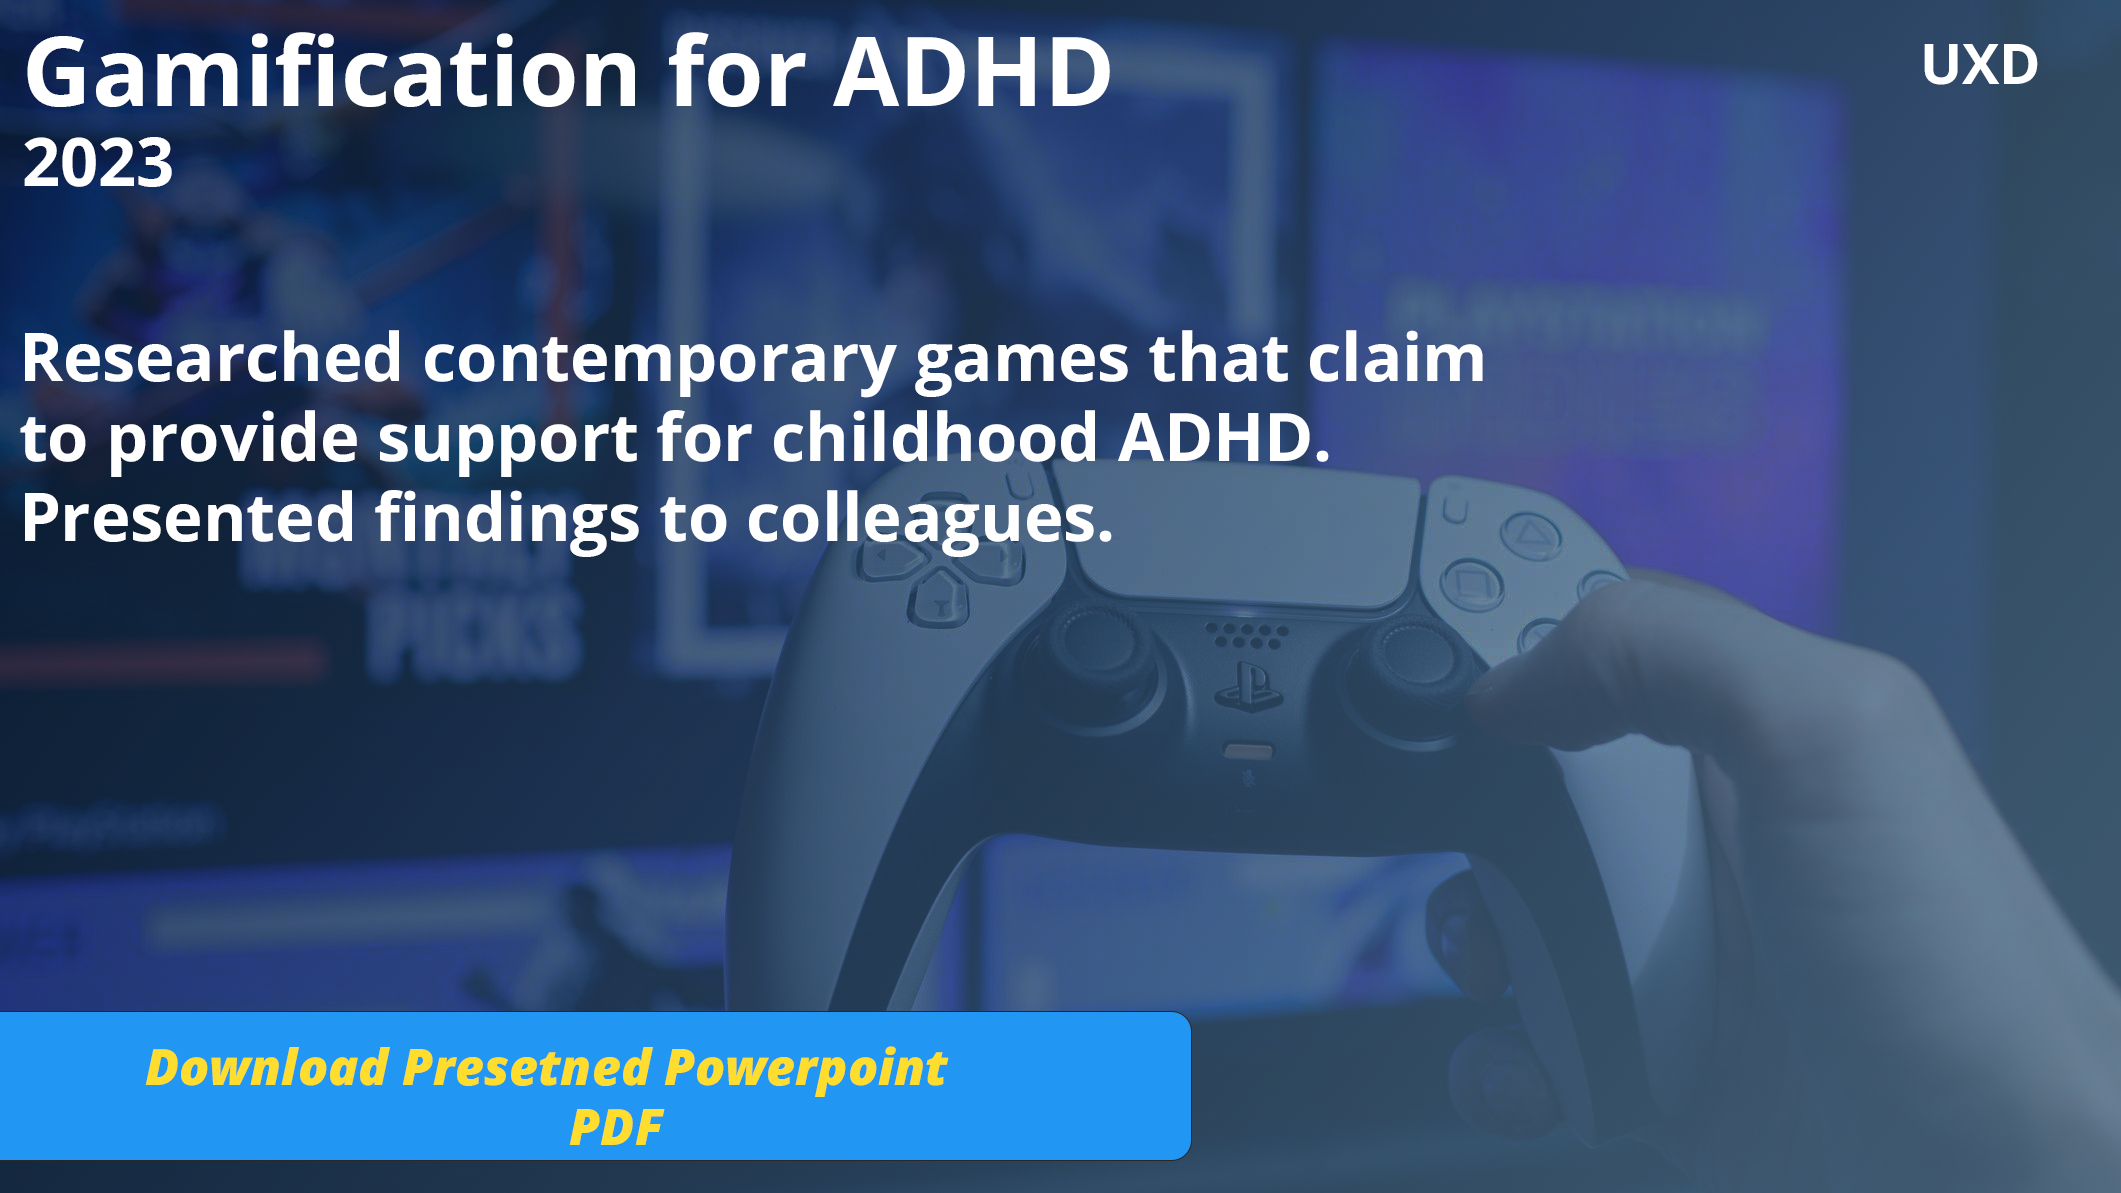 Gamification for ADHD
UXD
2023
Researched contemporary games that claim
to provide support for childhood ADHD.
Presented findings to colleagues.
PICKS
Download Presetned Powerpoint
PDF